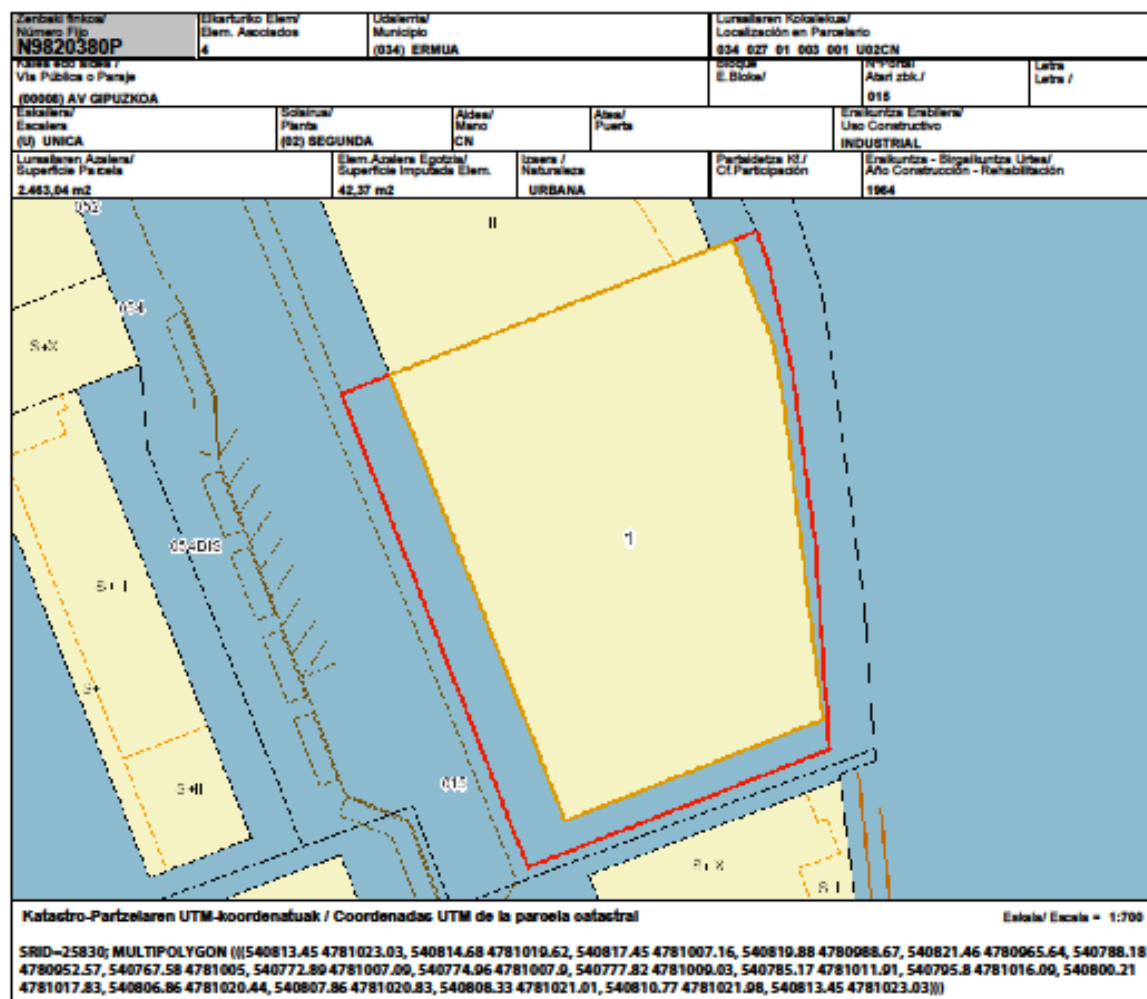 Zenbaki finkoa/
Número Fijo
N9820380P
Elkarturiko Elem/
Elem. Asociados
4
Udalerria/
Municipio
(034) ERMUA
Lursailaren Kokalekua/
Localización en Parcelario
034 027 01 003 001 U02CN
Kalea edo aldea /
Vía Pública o Paraje
(00008) AV GIPUZKOA
Bloque
E.Bloke/
NºPortal
Atari zbk./
015
Letra
Letra /
Eskailera/
Escalera
(U) UNICA
Solairua/
Planta
(02) SEGUNDA
Aldea/
Mano
CN
Atea/
Puerta
Eraikuntza Erabilera/
Uso Constructivo
INDUSTRIAL
Lursailaren Azalera/
Superficie Parcela
2.463,04 m2
Elem.Azalera Egotzia/
Superficie Imputada Elem.
42,37 m2
Izaera /
Naturaleza
URBANA
Partaidetza Kf./
Cf.Participación
Eraikuntza - Birgaikuntza Urtea/
Año Construcción - Rehabilitación
1964
052
II
054
S+X
1
054BIS
015
S+II
S+X
Katastro-Partzelaren UTM-koordenatuak / Coordenadas UTM de la parcela catastral
Eskala/ Escala = 1:700
SRID=25830; MULTIPOLYGON (((540813.45 4781023.03, 540814.68 4781019.62, 540817.45 4781007.16, 540819.88 4780988.67, 540821.46 4780965.64, 540788.18
4780952.57, 540767.58 4781005, 540772.89 4781007.09, 540774.96 4781007.9, 540777.82 4781009.03, 540785.17 4781011.91, 540795.8 4781016.09, 540800.21
4781017.83, 540806.86 4781020.44, 540807.86 4781020.83, 540808.33 4781021.01, 540810.77 4781021.98, 540813.45 4781023.03)))